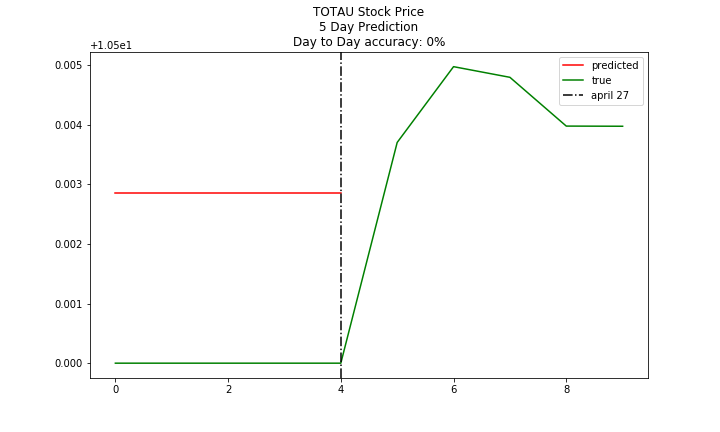 TOTAU Stock Price
5 Day Prediction
Day to Day accuracy: 0%
+1.05e1
0.005
0.004
0.003
0.002
0.001
0.000
0 2 4 6 8
predicted
true
april 27